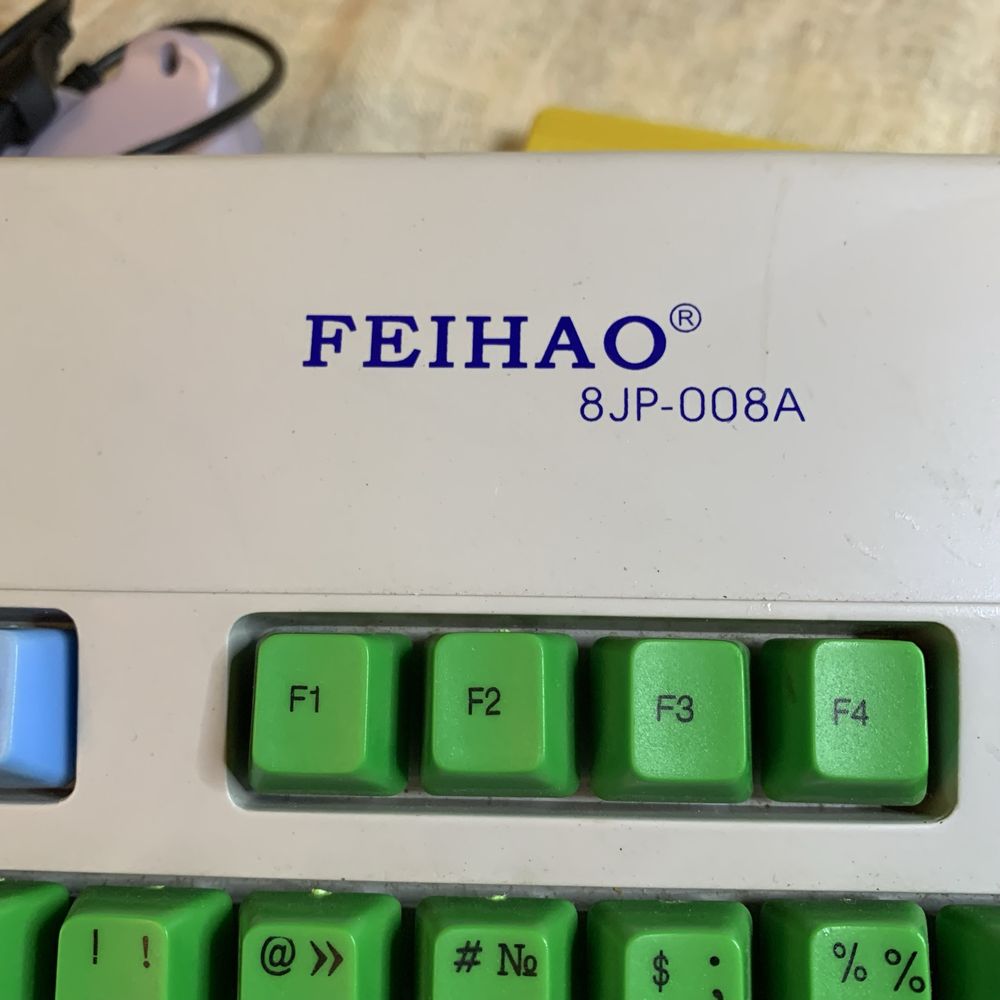 FEIHAO®
8JP-008A
F1 F2 F3 F4
! ! @ » # № $ ; % %